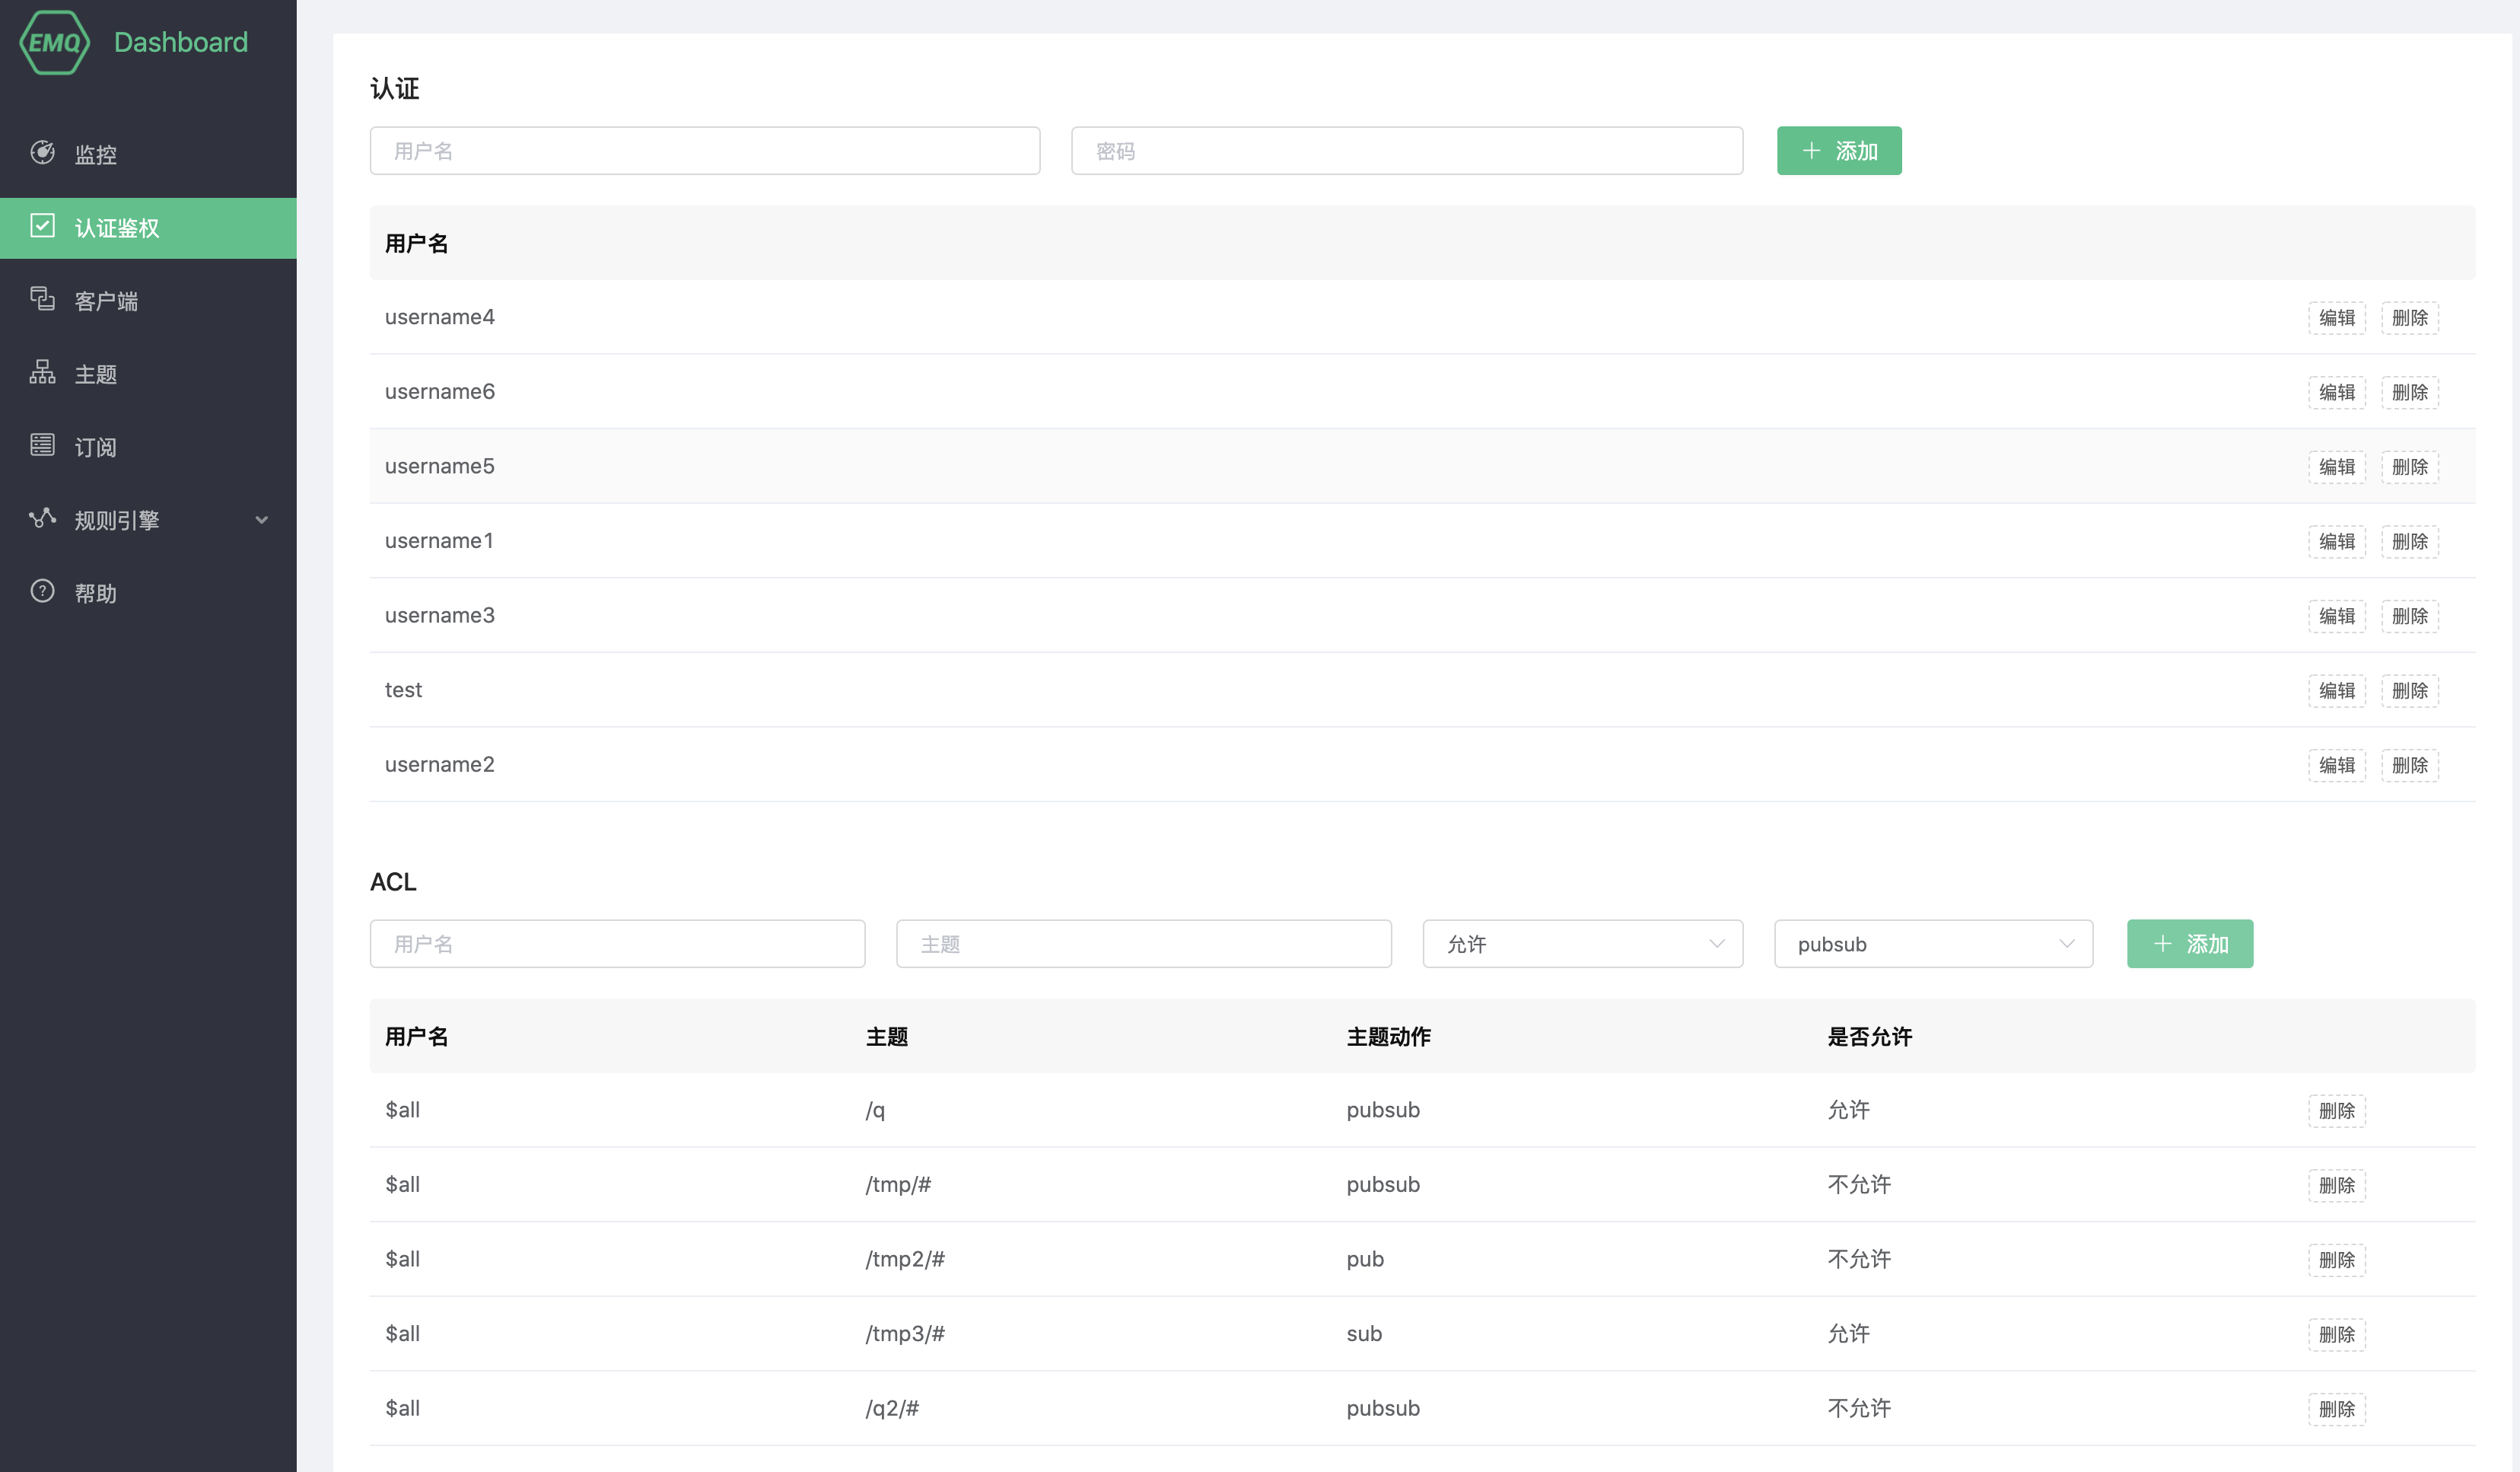 EMQ Dashboard
监控
认证鉴权
客户端
主题
订阅
规则引擎
帮助
认证
用户名 密码 添加
用户名
username4 编辑 删除
username6 编辑 删除
username5 编辑 删除
username1 编辑 删除
username3 编辑 删除
test 编辑 删除
username2 编辑 删除
ACL
用户名 主题 允许 pubsub 添加
用户名 主题 主题动作 是否允许
$all /q pubsub 允许 删除
$all /tmp/# pubsub 不允许 删除
$all /tmp2/# pub 不允许 删除
$all /tmp3/# sub 允许 删除
$all /q2/# pubsub 不允许 删除